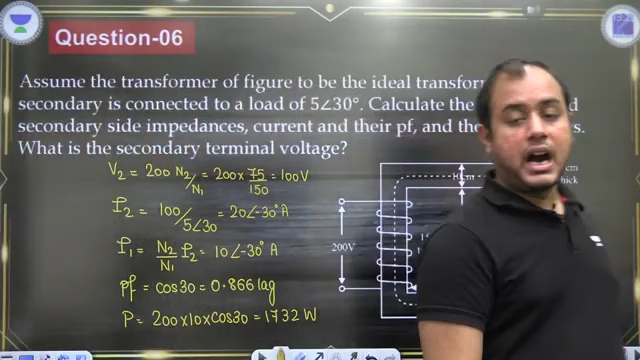 Question-06
Assume the transformer of figure to be the ideal
secondary is connected to a load of 5∠30°. Calculate the
secondary side impedances, current and their pf, and the
What is the secondary terminal voltage?
V₂ = 200 N₂/N₁ = 200 × 75/150 = 100V
I₂ = 100/5∠30 = 20∠-30° A
I₁ = N₂/N₁ I₂ = 10∠-30° A
pf = cos30 = 0.866 lag
P = 200×10×cos30 = 1732 W
cm
thick
200V